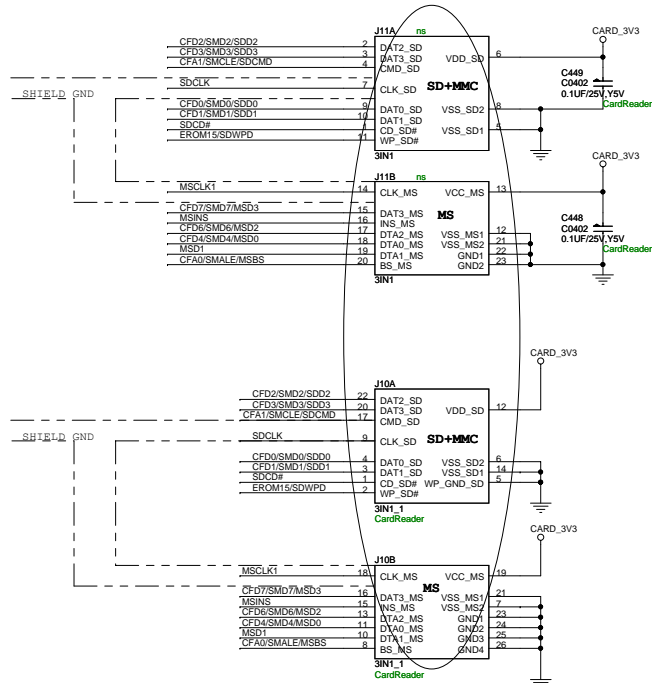 CARD_3V3
J11A ns
CFD2/SMD2/SDD2 2 DAT2_SD VDD_SD 6
CFD3/SMD3/SDD3 3 DAT3_SD
CFA1/SMCLE/SDCMD 4 CMD_SD
SDCLK 7 CLK_SD SD+MMC
C449
C0402
0.1UF/25V,Y5V
CardReader
SHIELD GND
CFD0/SMD0/SDD0 9 DAT0_SD VSS_SD2 8
CFD1/SMD1/SDD1 10 DAT1_SD
SDCD# 1 CD_SD# VSS_SD1 5
EROM15/SDWPD 11 WP_SD#
3IN1
CARD_3V3
J11B ns
MSCLK1 14 CLK_MS VCC_MS 13
CFD7/SMD7/MSD3 15 DAT3_MS MS
MSINS 16 INS_MS
CFD6/SMD6/MSD2 17 DTA2_MS VSS_MS1 12
CFD4/SMD4/MSD0 18 DTA0_MS VSS_MS2 21
MSD1 19 DTA1_MS GND1 22
CFA0/SMALE/MSBS 20 BS_MS GND2 23
3IN1
C448
C0402
0.1UF/25V,Y5V
CardReader
CARD_3V3
J10A
CFD2/SMD2/SDD2 22 DAT2_SD
CFD3/SMD3/SDD3 20 DAT3_SD VDD_SD 12
CFA1/SMCLE/SDCMD 17 CMD_SD
SHIELD GND
SDCLK 9 CLK_SD SD+MMC
CFD0/SMD0/SDD0 4 DAT0_SD VSS_SD2 6
CFD1/SMD1/SDD1 3 DAT1_SD VSS_SD1 14
SDCD# 1 CD_SD# WP_GND_SD 5
EROM15/SDWPD 2 WP_SD#
3IN1_1
CardReader
CARD_3V3
J10B
MSCLK1 18 CLK_MS VCC_MS 19
MS
CFD7/SMD7/MSD3 16 DAT3_MS VSS_MS1 21
MSINS 15 INS_MS VSS_MS2 7
CFD6/SMD6/MSD2 13 DTA2_MS GND1 23
CFD4/SMD4/MSD0 11 DTA0_MS GND2 24
MSD1 10 DTA1_MS GND3 25
CFA0/SMALE/MSBS 8 BS_MS GND4 26
3IN1_1
CardReader